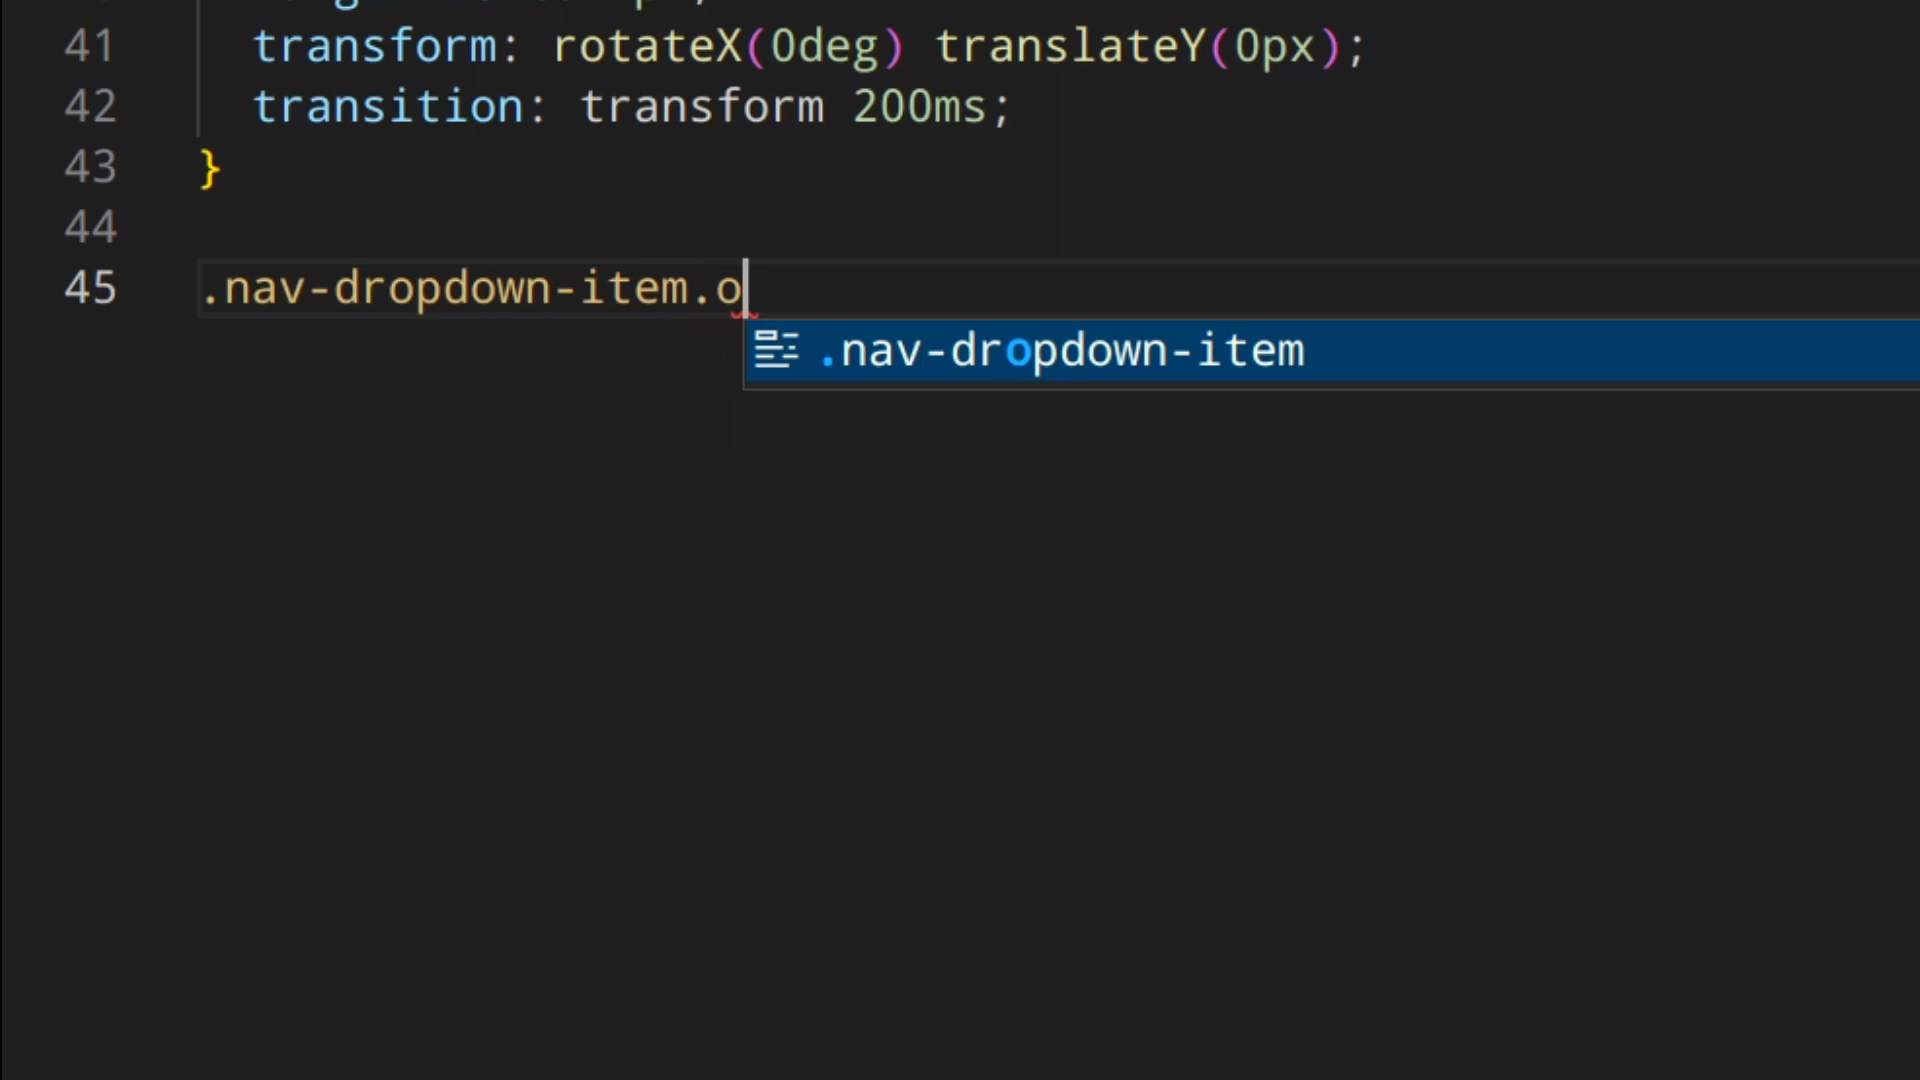 41 transform: rotateX(0deg) translateY(0px);
42 transition: transform 200ms;
43 }
44
45 .nav-dropdown-item.o
.nav-dropdown-item